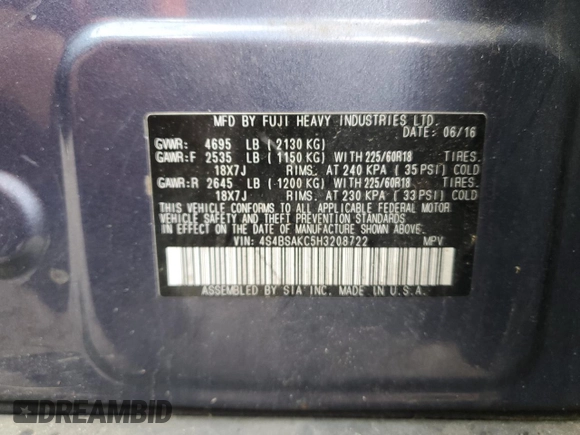 MFD BY FUJI HEAVY INDUSTRIES LTD.
DATE: 06/16
GVWR: 4695 LB ( 2130 KG)
GAWR:F 2535 LB ( 1150 KG) WITH 225/60R18 TIRES.
18X7J RIMS. AT 240 KPA ( 35 PSI) COLD
GAWR:R 2645 LB ( 1200 KG) WITH 225/60R18 TIRES.
18X7J RIMS. AT 230 KPA ( 33 PSI) COLD
THIS VEHICLE CONFORMS TO ALL APPLICABLE FEDERAL MOTOR
VEHICLE SAFETY AND THEFT PREVENTION STANDARDS
IN EFFECT ON THE DATE OF MANUFACTURE SHOWN ABOVE.
VIN: 4S4BSAKC5H3208722 MPV
ASSEMBLED BY SIA INC. MADE IN U.S.A.
DREAMBID